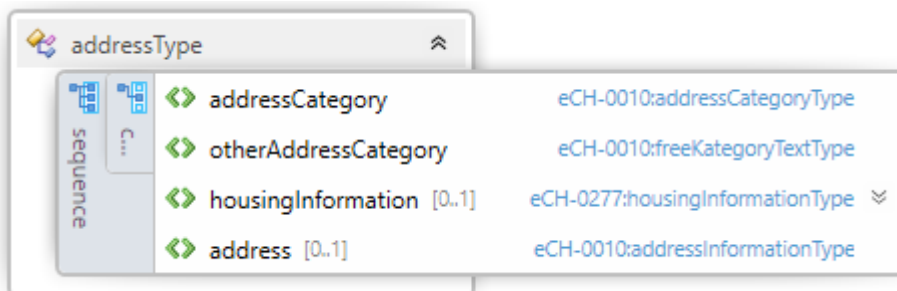 addressType
sequence
c...
addressCategory eCH-0010:addressCategoryType
otherAddressCategory eCH-0010:freeKategoryTextType
housingInformation [0..1] eCH-0277:housingInformationType
address [0..1] eCH-0010:addressInformationType